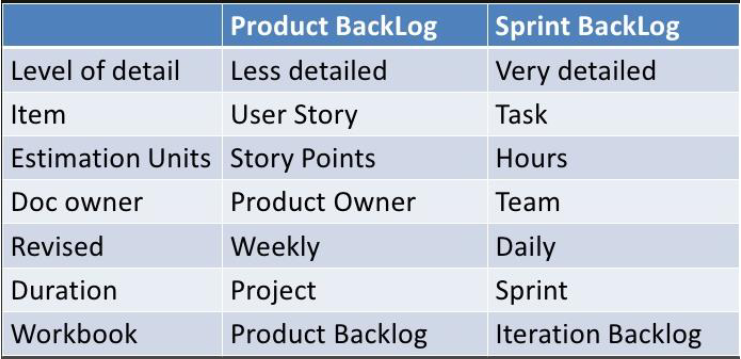 Product BackLog Sprint BackLog
Level of detail Less detailed Very detailed
Item User Story Task
Estimation Units Story Points Hours
Doc owner Product Owner Team
Revised Weekly Daily
Duration Project Sprint
Workbook Product Backlog Iteration Backlog